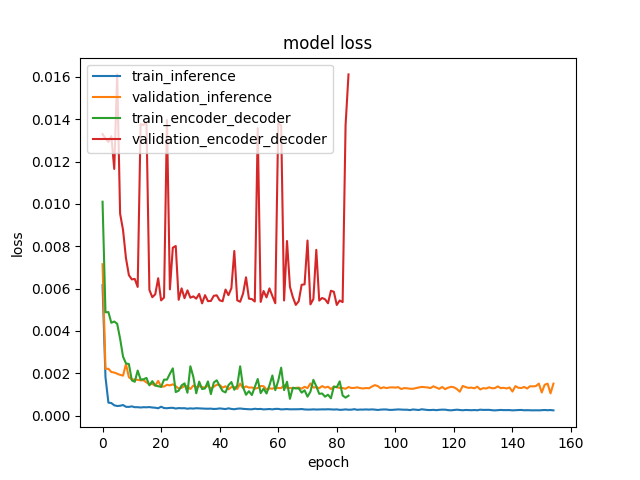 model loss
train_inference
validation_inference
train_encoder_decoder
validation_encoder_decoder
0.016
0.014
0.012
0.010
0.008
0.006
0.004
0.002
0.000
loss
0 20 40 60 80 100 120 140 160
epoch